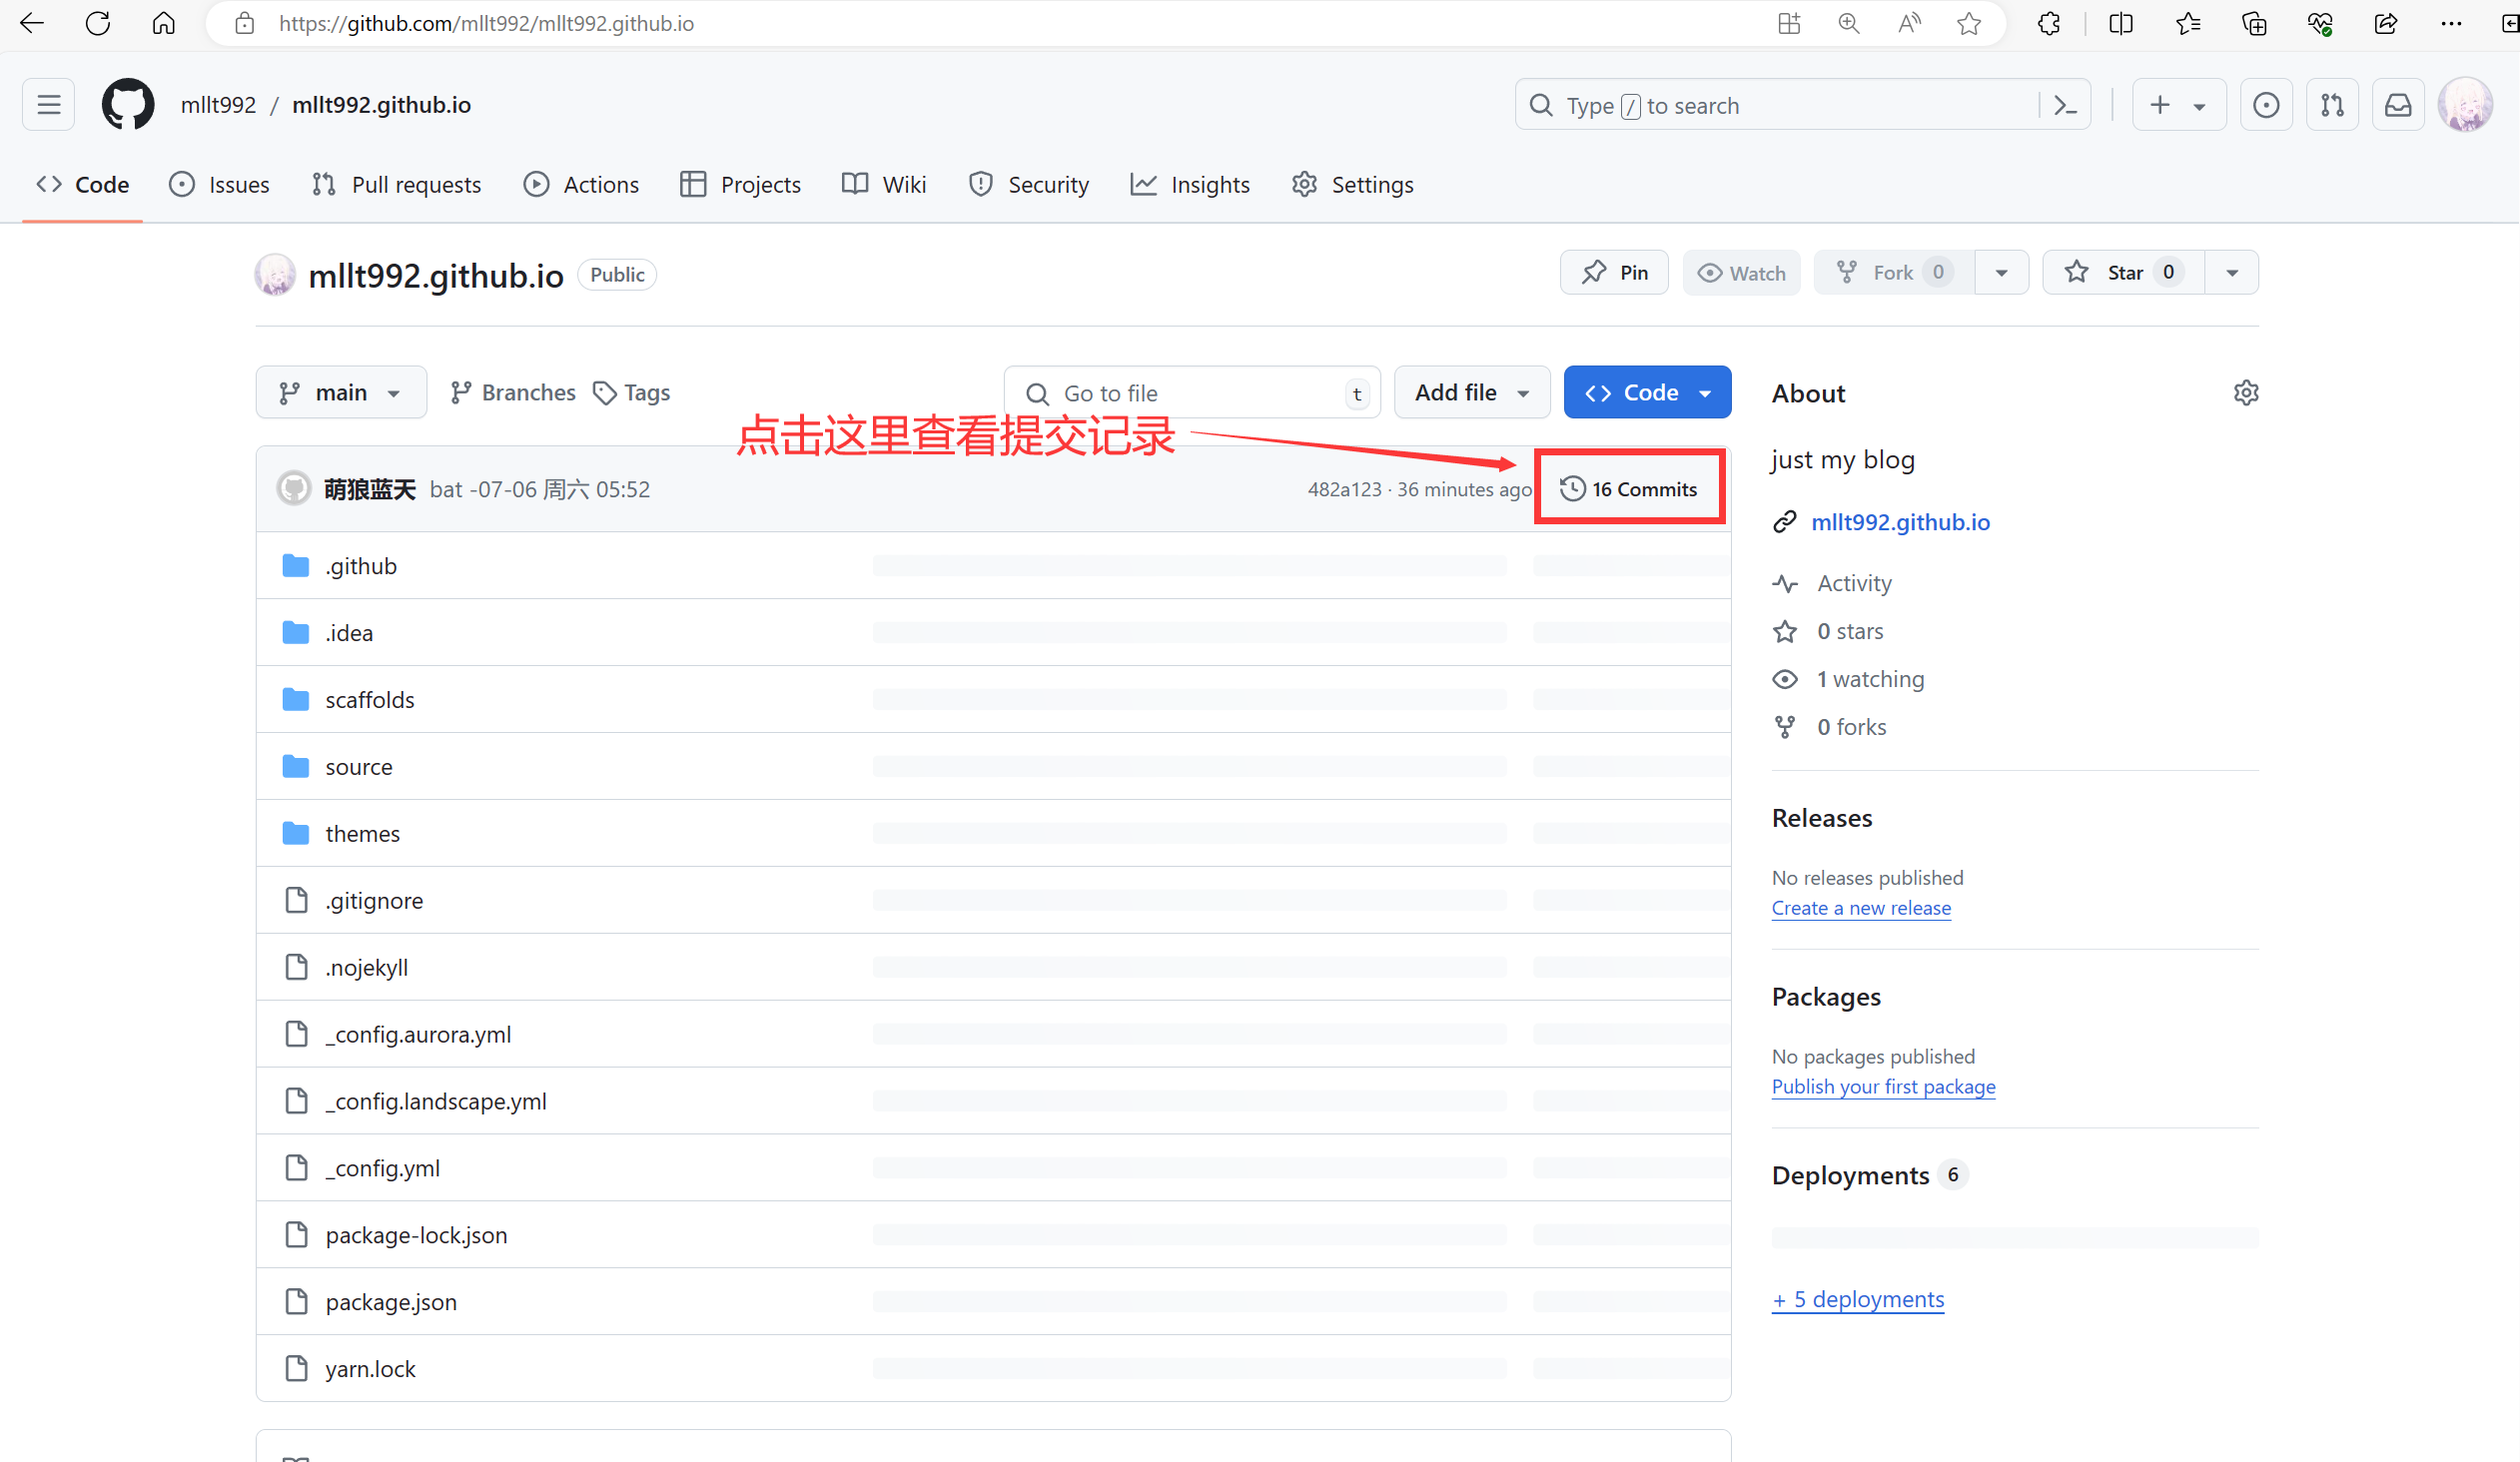 https://github.com/mllt992/mllt992.github.io
mllt992 / mllt992.github.io
Type / to search
Code Issues Pull requests Actions Projects Wiki Security Insights Settings
mllt992.github.io Public
Pin Watch Fork 0 Star 0
main Branches Tags Go to file t Add file Code
点击这里查看提交记录
萌狼蓝天 bat -07-06 周六 05:52 482a123 · 36 minutes ago 16 Commits
.github
.idea
scaffolds
source
themes
.gitignore
.nojekyll
_config.aurora.yml
_config.landscape.yml
_config.yml
package-lock.json
package.json
yarn.lock
About
just my blog
mllt992.github.io
Activity
0 stars
1 watching
0 forks
Releases
No releases published
Create a new release
Packages
No packages published
Publish your first package
Deployments 6
+ 5 deployments